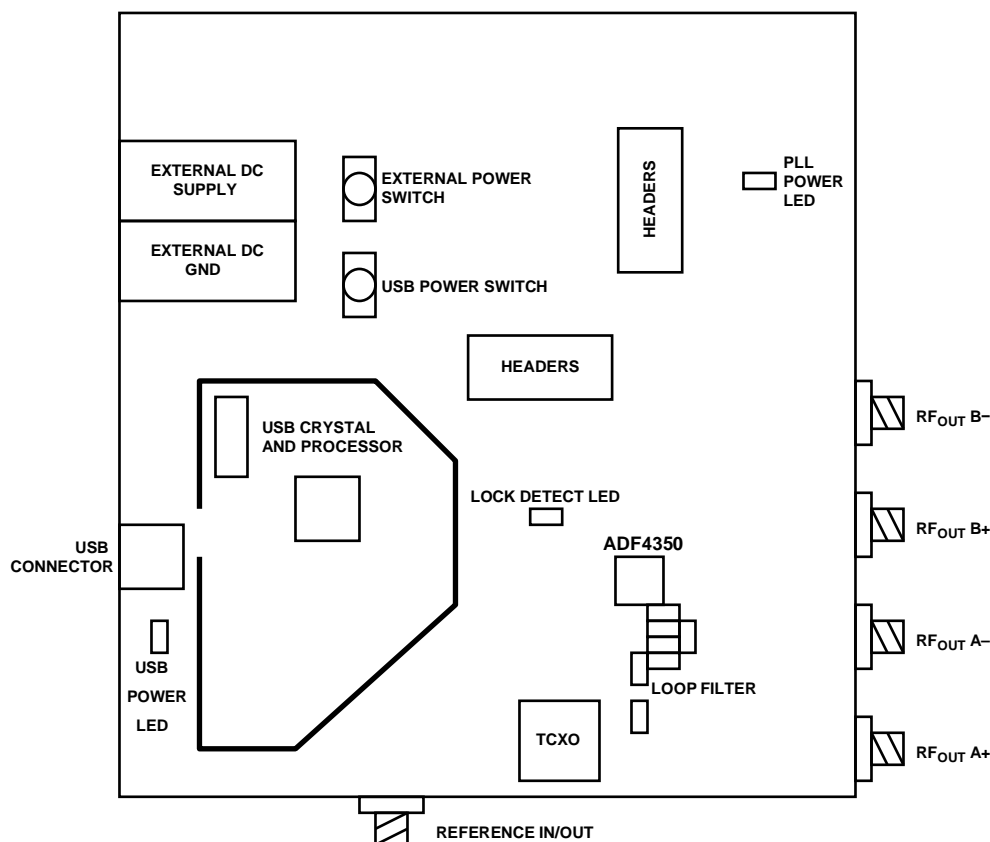 EXTERNAL DC
SUPPLY
EXTERNAL POWER
SWITCH
HEADERS
PLL
POWER
LED
EXTERNAL DC
GND
USB POWER SWITCH
HEADERS
RFOUT B−
USB CRYSTAL
AND PROCESSOR
LOCK DETECT LED
RFOUT B+
USB
CONNECTOR
ADF4350
RFOUT A−
USB
POWER
LED
LOOP FILTER
TCXO
RFOUT A+
REFERENCE IN/OUT